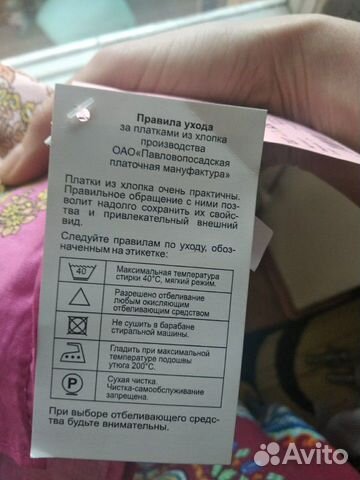 Правила ухода
за платками из хлопка
производства
ОАО«Павловопосадская
платочная мануфактура»
Платки из хлопка очень практичны.
Правильное обращение с ними поз-
волит надолго сохранить их свойс-
тва и привлекательный внешний
вид.
Следуйте правилам по уходу, обоз-
наченным на этикетке:
40
Максимальная температура
стирки 40°С, мягкий режим.
Разрешено отбеливание
любым окисляющим
отбеливающим средством
Не сушить в барабане
стиральной машины.
Гладить при максимальной
температуре подошвы
утюга 200°С.
P
Сухая чистка.
Чистка-самообслуживание
запрещена.
При выборе отбеливающего средс-
тва будьте внимательны.
Avito